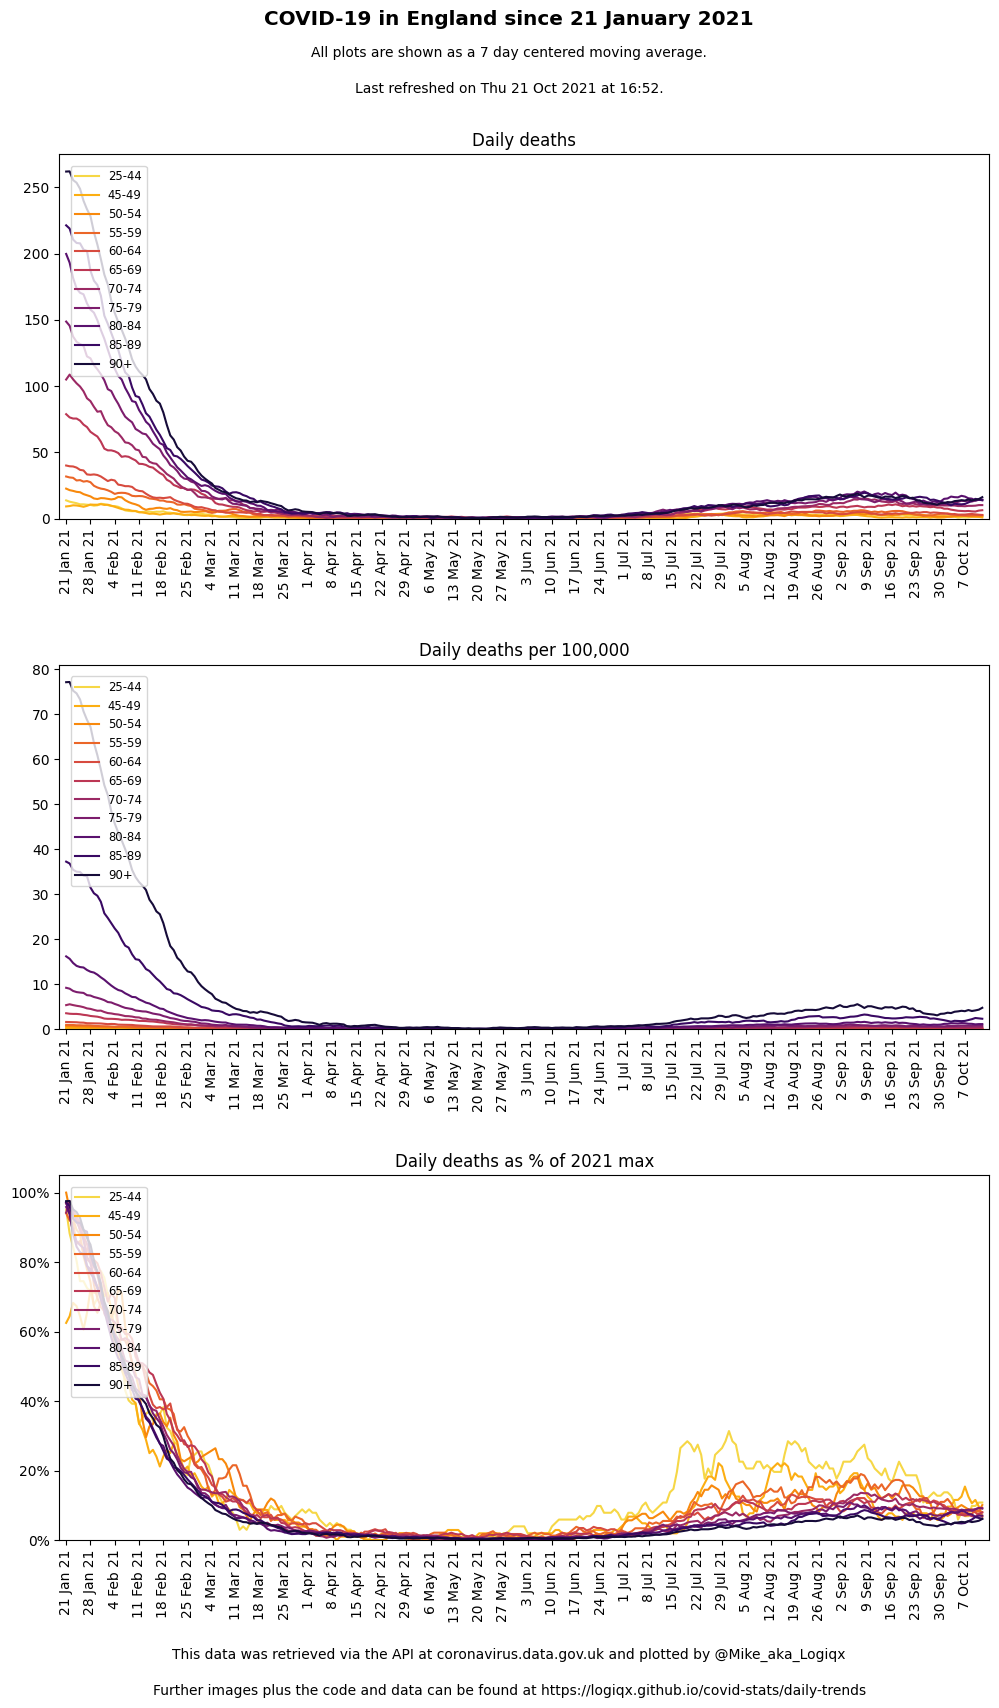 COVID-19 in England since 21 January 2021
All plots are shown as a 7 day centered moving average.
Last refreshed on Thu 21 Oct 2021 at 16:52.
Daily deaths
250
200
150
100
50
0
25-44
45-49
50-54
55-59
60-64
65-69
70-74
75-79
80-84
85-89
90+
21 Jan 21
28 Jan 21
4 Feb 21
11 Feb 21
18 Feb 21
25 Feb 21
4 Mar 21
11 Mar 21
18 Mar 21
25 Mar 21
1 Apr 21
8 Apr 21
15 Apr 21
22 Apr 21
29 Apr 21
6 May 21
13 May 21
20 May 21
27 May 21
3 Jun 21
10 Jun 21
17 Jun 21
24 Jun 21
1 Jul 21
8 Jul 21
15 Jul 21
22 Jul 21
29 Jul 21
5 Aug 21
12 Aug 21
19 Aug 21
26 Aug 21
2 Sep 21
9 Sep 21
16 Sep 21
23 Sep 21
30 Sep 21
7 Oct 21
Daily deaths per 100,000
80
70
60
50
40
30
20
10
0
25-44
45-49
50-54
55-59
60-64
65-69
70-74
75-79
80-84
85-89
90+
21 Jan 21
28 Jan 21
4 Feb 21
11 Feb 21
18 Feb 21
25 Feb 21
4 Mar 21
11 Mar 21
18 Mar 21
25 Mar 21
1 Apr 21
8 Apr 21
15 Apr 21
22 Apr 21
29 Apr 21
6 May 21
13 May 21
20 May 21
27 May 21
3 Jun 21
10 Jun 21
17 Jun 21
24 Jun 21
1 Jul 21
8 Jul 21
15 Jul 21
22 Jul 21
29 Jul 21
5 Aug 21
12 Aug 21
19 Aug 21
26 Aug 21
2 Sep 21
9 Sep 21
16 Sep 21
23 Sep 21
30 Sep 21
7 Oct 21
Daily deaths as % of 2021 max
100%
80%
60%
40%
20%
0%
25-44
45-49
50-54
55-59
60-64
65-69
70-74
75-79
80-84
85-89
90+
21 Jan 21
28 Jan 21
4 Feb 21
11 Feb 21
18 Feb 21
25 Feb 21
4 Mar 21
11 Mar 21
18 Mar 21
25 Mar 21
1 Apr 21
8 Apr 21
15 Apr 21
22 Apr 21
29 Apr 21
6 May 21
13 May 21
20 May 21
27 May 21
3 Jun 21
10 Jun 21
17 Jun 21
24 Jun 21
1 Jul 21
8 Jul 21
15 Jul 21
22 Jul 21
29 Jul 21
5 Aug 21
12 Aug 21
19 Aug 21
26 Aug 21
2 Sep 21
9 Sep 21
16 Sep 21
23 Sep 21
30 Sep 21
7 Oct 21
This data was retrieved via the API at coronavirus.data.gov.uk and plotted by @Mike_aka_Logiqx
Further images plus the code and data can be found at https://logiqx.github.io/covid-stats/daily-trends